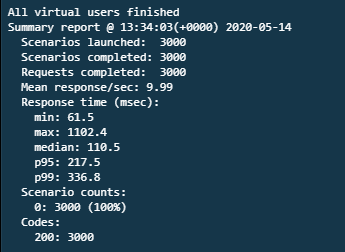 All virtual users finished
Summary report @ 13:34:03(+0000) 2020-05-14
Scenarios launched: 3000
Scenarios completed: 3000
Requests completed: 3000
Mean response/sec: 9.99
Response time (msec):
min: 61.5
max: 1102.4
median: 110.5
p95: 217.5
p99: 336.8
Scenario counts:
0: 3000 (100%)
Codes:
200: 3000